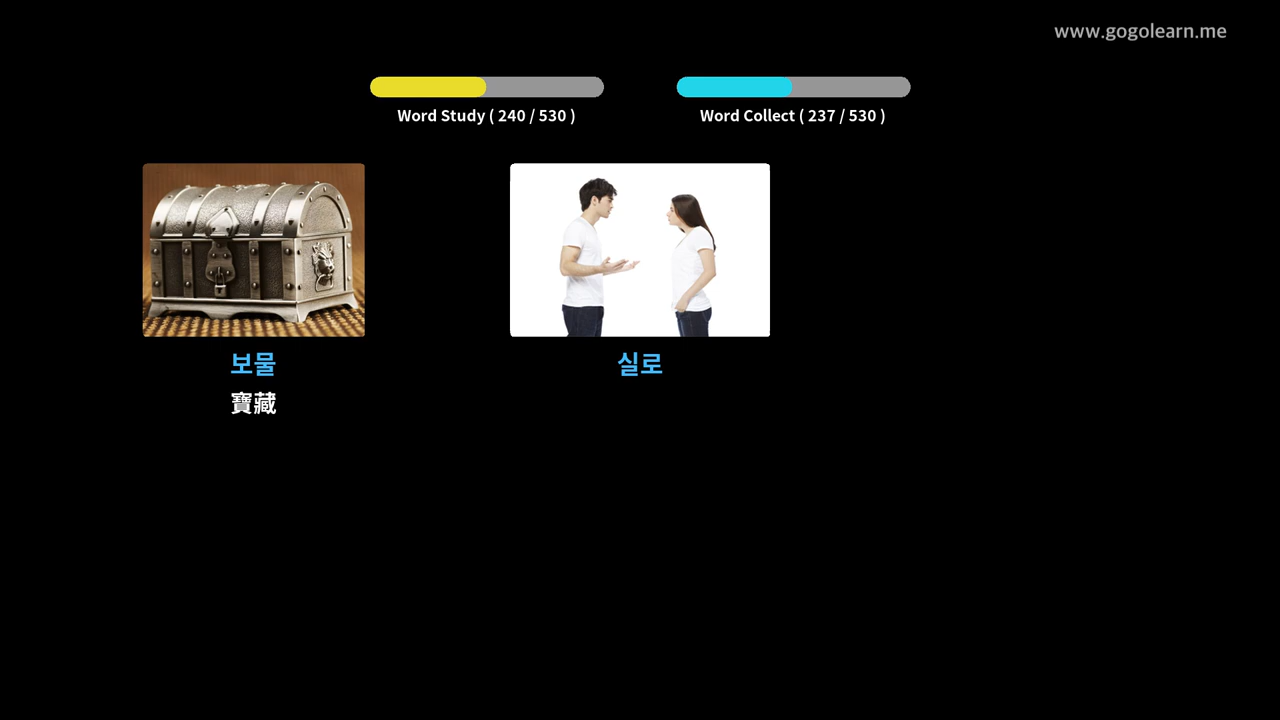 www.gogolearn.me
Word Study ( 240 / 530 )
Word Collect ( 237 / 530 )
보물
寶藏
실로